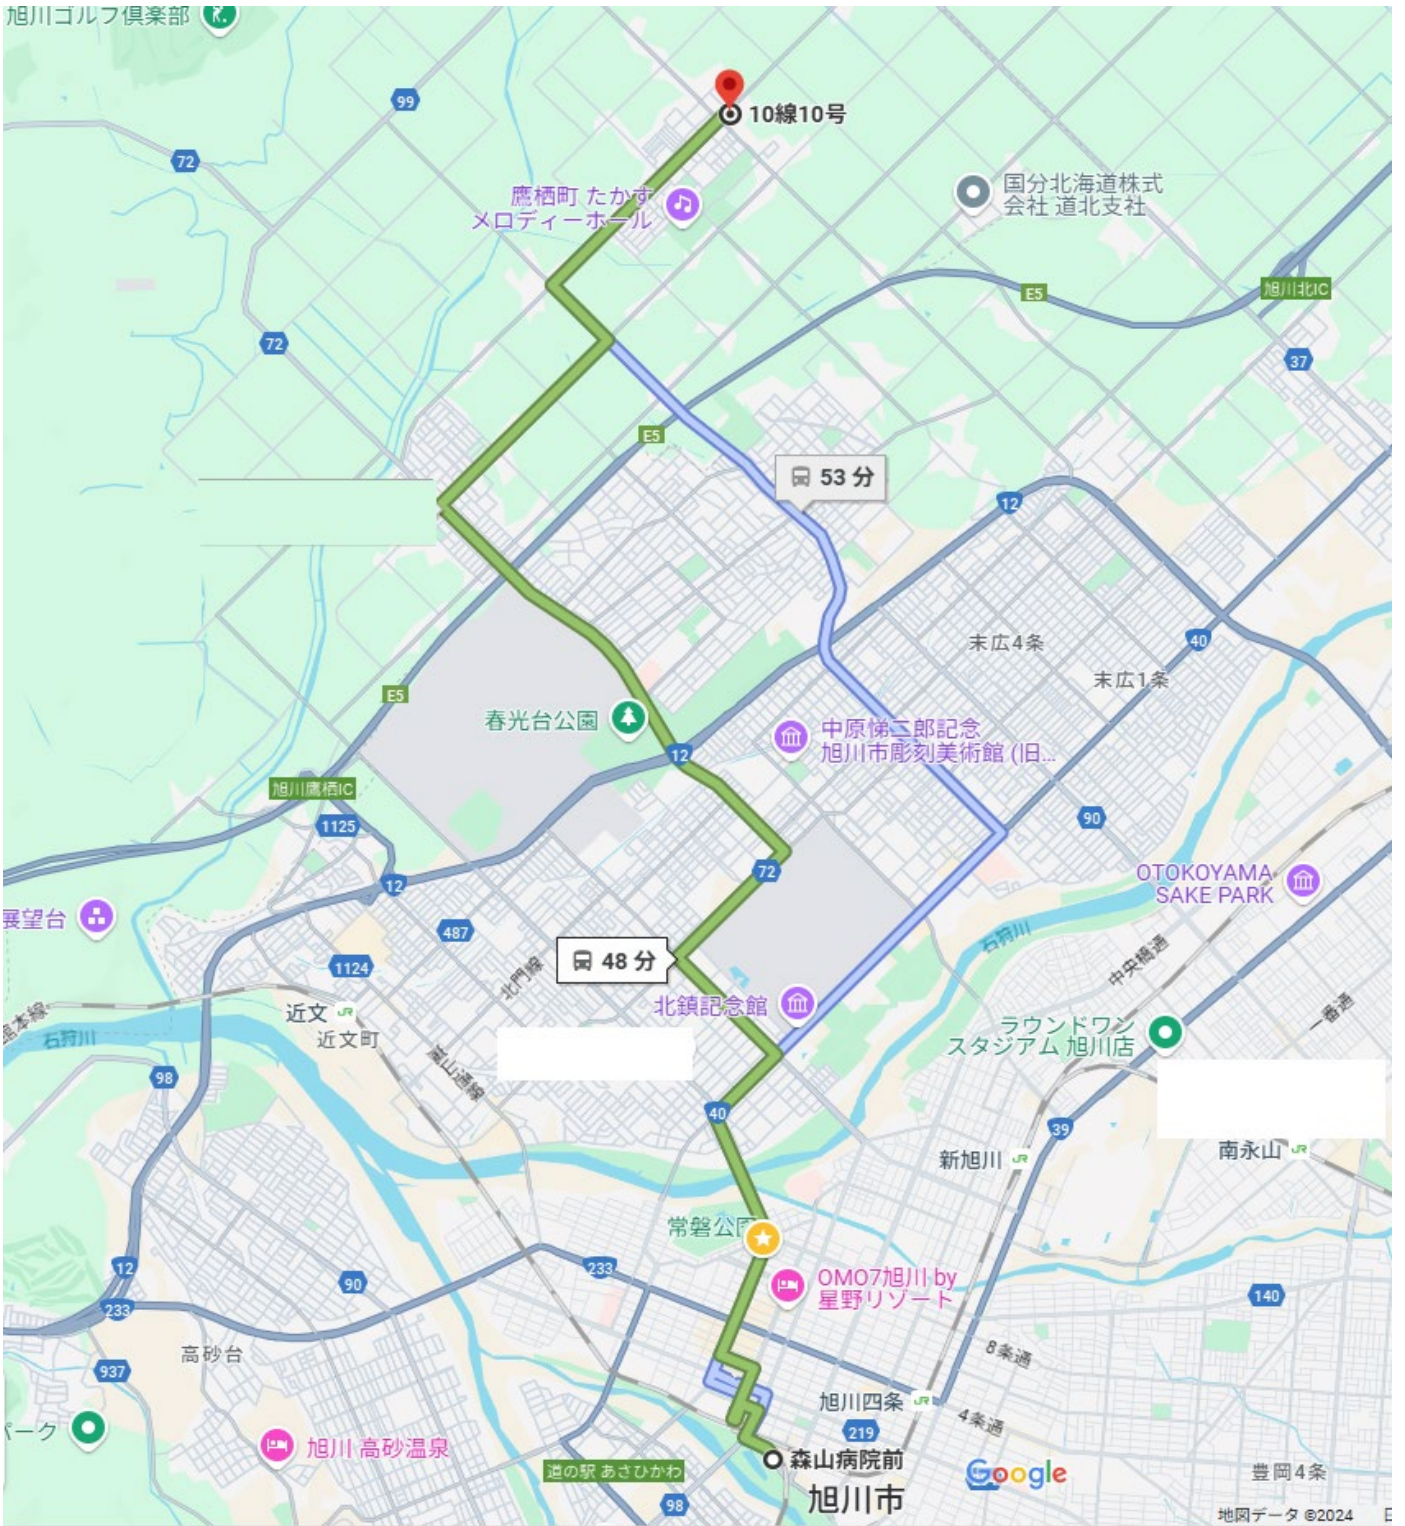 旭川ゴルフ倶楽部
99
10線10号
72
鷹栖町 たかす
メロディーホール
国分北海道株式
会社 道北支社
旭川北IC
E5
72
37
E5
53 分
12
末広4条
40
末広1条
E5
春光台公園
12
中原悌二郎記念
旭川市彫刻美術館 (旧...
旭川鷹栖IC
1125
90
72
12
OTOKOYAMA
SAKE PARK
展望台
487
石狩川
中央橋通
48 分
1124
北門線
北鎮記念館
一番通
近文
JR
近文町
館本線
石狩川
ラウンドワン
スタジアム 旭川店
嵐山通線
98
40
39
新旭川
JR
南永山
JR
常磐公園
12
233
OMO7旭川 by
星野リゾート
90
140
233
高砂台
8条通
937
旭川四条
JR
4条通
パーク
旭川 高砂温泉
219
森山病院前
道の駅 あさひかわ
Google
豊岡4条
旭川市
98
地図データ ©2024